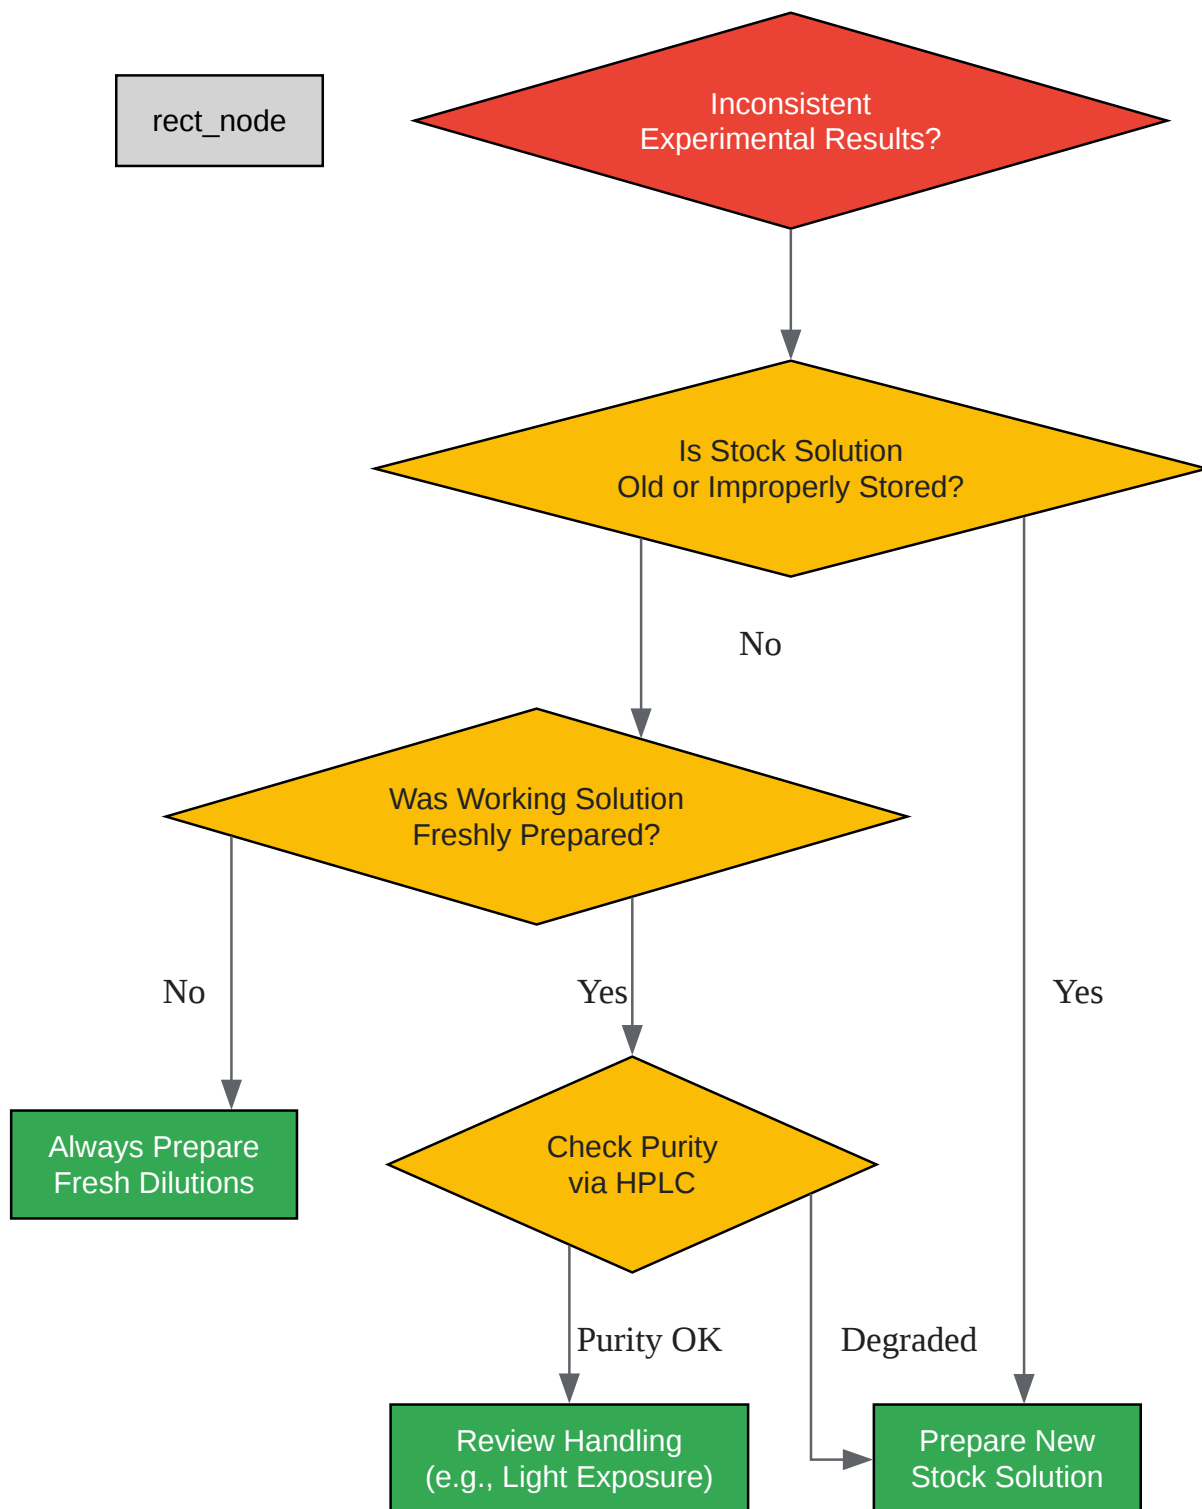 rect_node
Inconsistent
Experimental Results?
Is Stock Solution
Old or Improperly Stored?
No
Was Working Solution
Freshly Prepared?
No
Yes
Yes
Always Prepare
Fresh Dilutions
Check Purity
via HPLC
Purity OK
Degraded
Review Handling
(e.g., Light Exposure)
Prepare New
Stock Solution